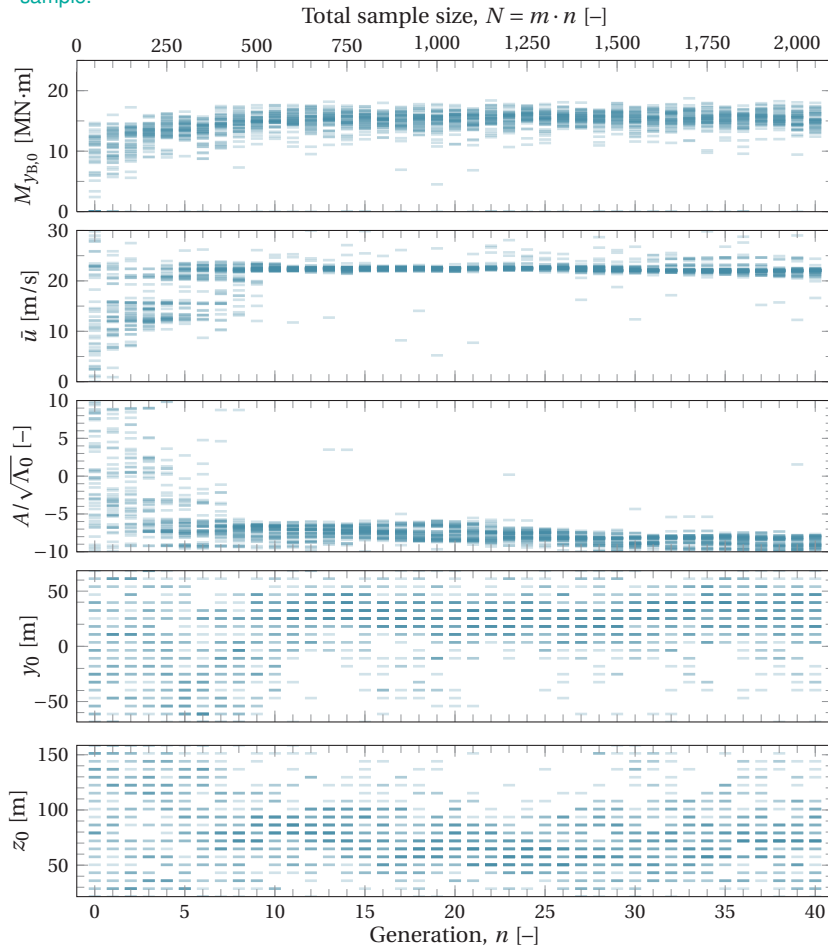 sample.
Total sample size, N = m · n [–]
0 250 500 750 1,000 1,250 1,500 1,750 2,000
20
10
0
M_{y_{B,0}} [MN·m]
30
20
10
0
ū [m/s]
10
5
0
−5
−10
A/√Λ₀ [–]
50
0
−50
y₀ [m]
150
100
50
z₀ [m]
0 5 10 15 20 25 30 35 40
Generation, n [–]